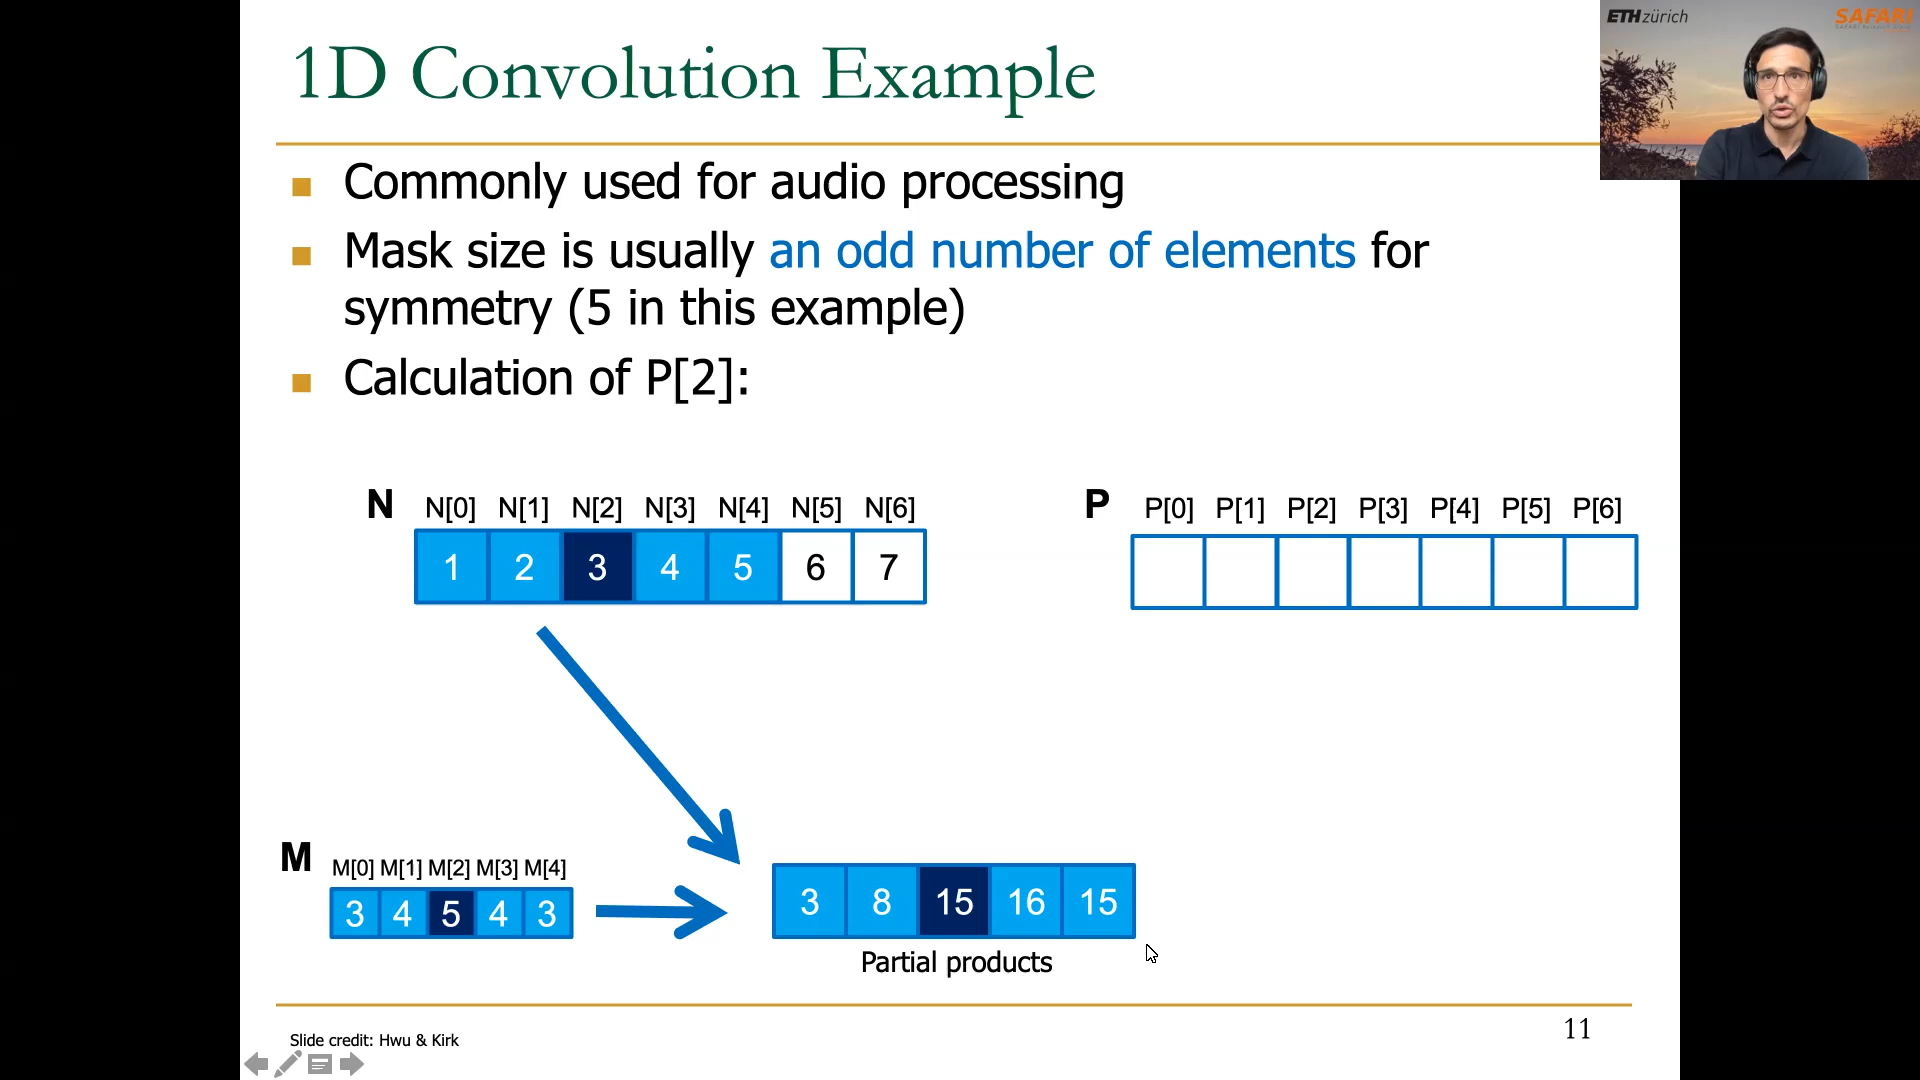 1D Convolution Example
ETH zürich
SAFARI
Commonly used for audio processing
Mask size is usually an odd number of elements for
symmetry (5 in this example)
Calculation of P[2]:
N N[0] N[1] N[2] N[3] N[4] N[5] N[6]
1 2 3 4 5 6 7
P P[0] P[1] P[2] P[3] P[4] P[5] P[6]
M M[0] M[1] M[2] M[3] M[4]
3 4 5 4 3
3 8 15 16 15
Partial products
Slide credit: Hwu & Kirk
11